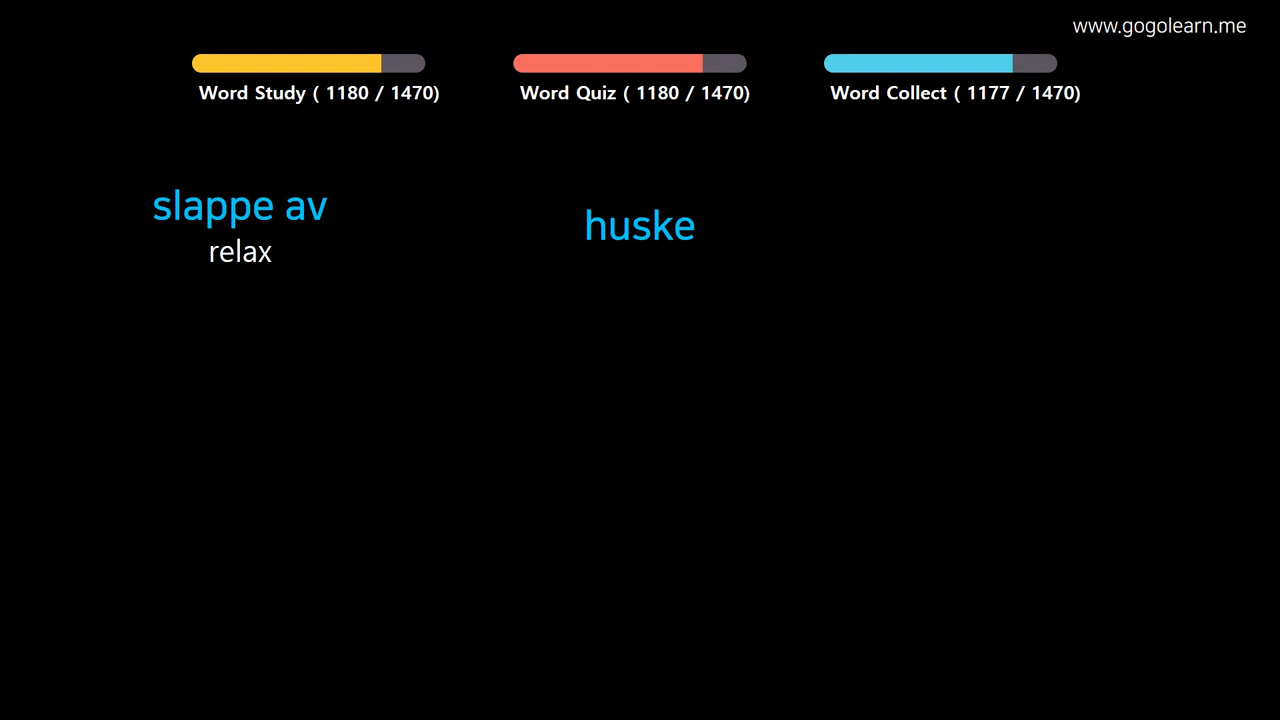 www.gogolearn.me
Word Study ( 1180 / 1470)
Word Quiz ( 1180 / 1470)
Word Collect ( 1177 / 1470)
slappe av
relax
huske